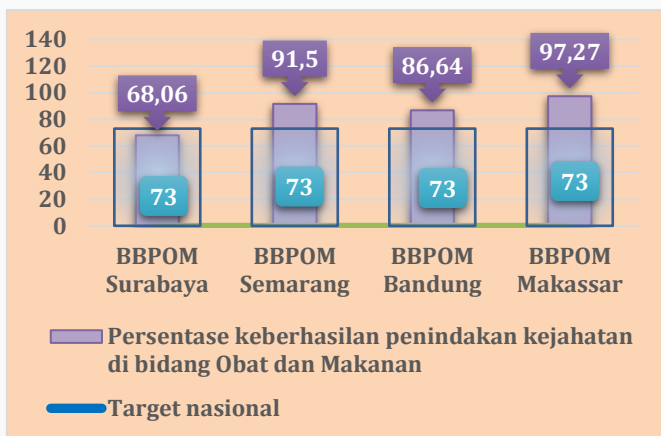 140
120
100
80
60
40
20
0
68,06
91,5
86,64
97,27
73
73
73
73
BBPOM Surabaya
BBPOM Semarang
BBPOM Bandung
BBPOM Makassar
Persentase keberhasilan penindakan kejahatan
di bidang Obat dan Makanan
Target nasional